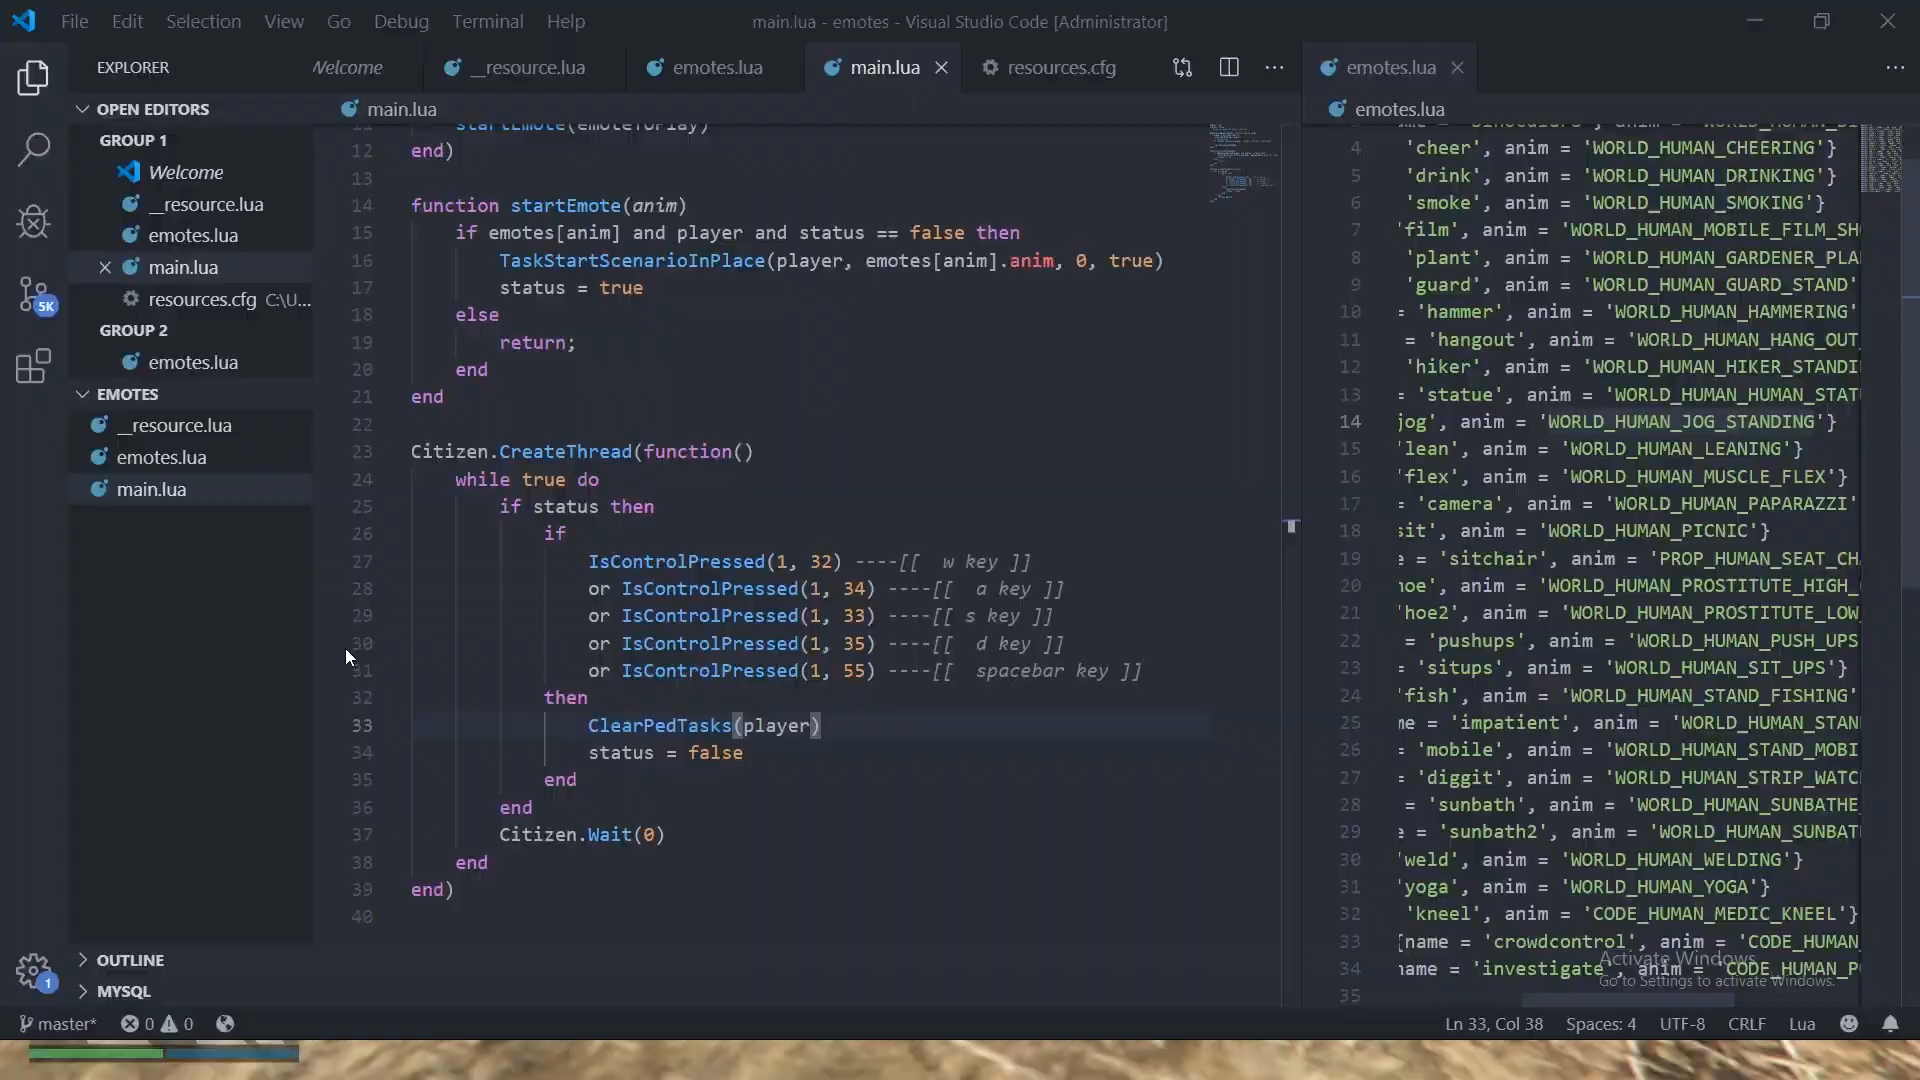 File Edit Selection View Go Debug Terminal Help
main.lua - emotes - Visual Studio Code [Administrator]
EXPLORER
Welcome
__resource.lua
emotes.lua
main.lua
resources.cfg
emotes.lua
OPEN EDITORS
GROUP 1
Welcome
__resource.lua
emotes.lua
main.lua
resources.cfg C:\U...
GROUP 2
emotes.lua
EMOTES
__resource.lua
emotes.lua
main.lua
OUTLINE
MYSQL
5K
1
main.lua
11 startEmote(emoteToPlay)
12 end)
13
14 function startEmote(anim)
15 if emotes[anim] and player and status == false then
16 TaskStartScenarioInPlace(player, emotes[anim].anim, 0, true)
17 status = true
18 else
19 return;
20 end
21 end
22
23 Citizen.CreateThread(function()
24 while true do
25 if status then
26 if
27 IsControlPressed(1, 32) ----[[  w key ]]
28 or IsControlPressed(1, 34) ----[[  a key ]]
29 or IsControlPressed(1, 33) ----[[ s key ]]
30 or IsControlPressed(1, 35) ----[[  d key ]]
31 or IsControlPressed(1, 55) ----[[  spacebar key ]]
32 then
33 ClearPedTasks(player)
34 status = false
35 end
36 end
37 Citizen.Wait(0)
38 end
39 end)
40
emotes.lua
4 'cheer', anim = 'WORLD_HUMAN_CHEERING'}
5 'drink', anim = 'WORLD_HUMAN_DRINKING'}
6 'smoke', anim = 'WORLD_HUMAN_SMOKING'}
7 'film', anim = 'WORLD_HUMAN_MOBILE_FILM_SH
8 'plant', anim = 'WORLD_HUMAN_GARDENER_PLA
9 'guard', anim = 'WORLD_HUMAN_GUARD_STAND'
10 = 'hammer', anim = 'WORLD_HUMAN_HAMMERING'
11 = 'hangout', anim = 'WORLD_HUMAN_HANG_OUT_
12 'hiker', anim = 'WORLD_HUMAN_HIKER_STANDI
13 = 'statue', anim = 'WORLD_HUMAN_HUMAN_STAT
14 jog', anim = 'WORLD_HUMAN_JOG_STANDING'}
15 'lean', anim = 'WORLD_HUMAN_LEANING'}
16 'flex', anim = 'WORLD_HUMAN_MUSCLE_FLEX'}
17 = 'camera', anim = 'WORLD_HUMAN_PAPARAZZI'
18 sit', anim = 'WORLD_HUMAN_PICNIC'}
19 e = 'sitchair', anim = 'PROP_HUMAN_SEAT_CH
20 hoe', anim = 'WORLD_HUMAN_PROSTITUTE_HIGH_
21 'hoe2', anim = 'WORLD_HUMAN_PROSTITUTE_LOW
22 = 'pushups', anim = 'WORLD_HUMAN_PUSH_UPS
23 = 'situps', anim = 'WORLD_HUMAN_SIT_UPS'}
24 'fish', anim = 'WORLD_HUMAN_STAND_FISHING'
25 me = 'impatient', anim = 'WORLD_HUMAN_STAN
26 = 'mobile', anim = 'WORLD_HUMAN_STAND_MOBI
27 = 'diggit', anim = 'WORLD_HUMAN_STRIP_WATC
28 = 'sunbath', anim = 'WORLD_HUMAN_SUNBATHE
29 e = 'sunbath2', anim = 'WORLD_HUMAN_SUNBAT
30 'weld', anim = 'WORLD_HUMAN_WELDING'}
31 'yoga', anim = 'WORLD_HUMAN_YOGA'}
32 'kneel', anim = 'CODE_HUMAN_MEDIC_KNEEL'}
33 {name = 'crowdcontrol', anim = 'CODE_HUMAN
34 name = 'investigate', anim = 'CODE_HUMAN_P
35
Activate Windows
Go to Settings to activate Windows.
master* 0 0
Ln 33, Col 38 Spaces: 4 UTF-8 CRLF Lua